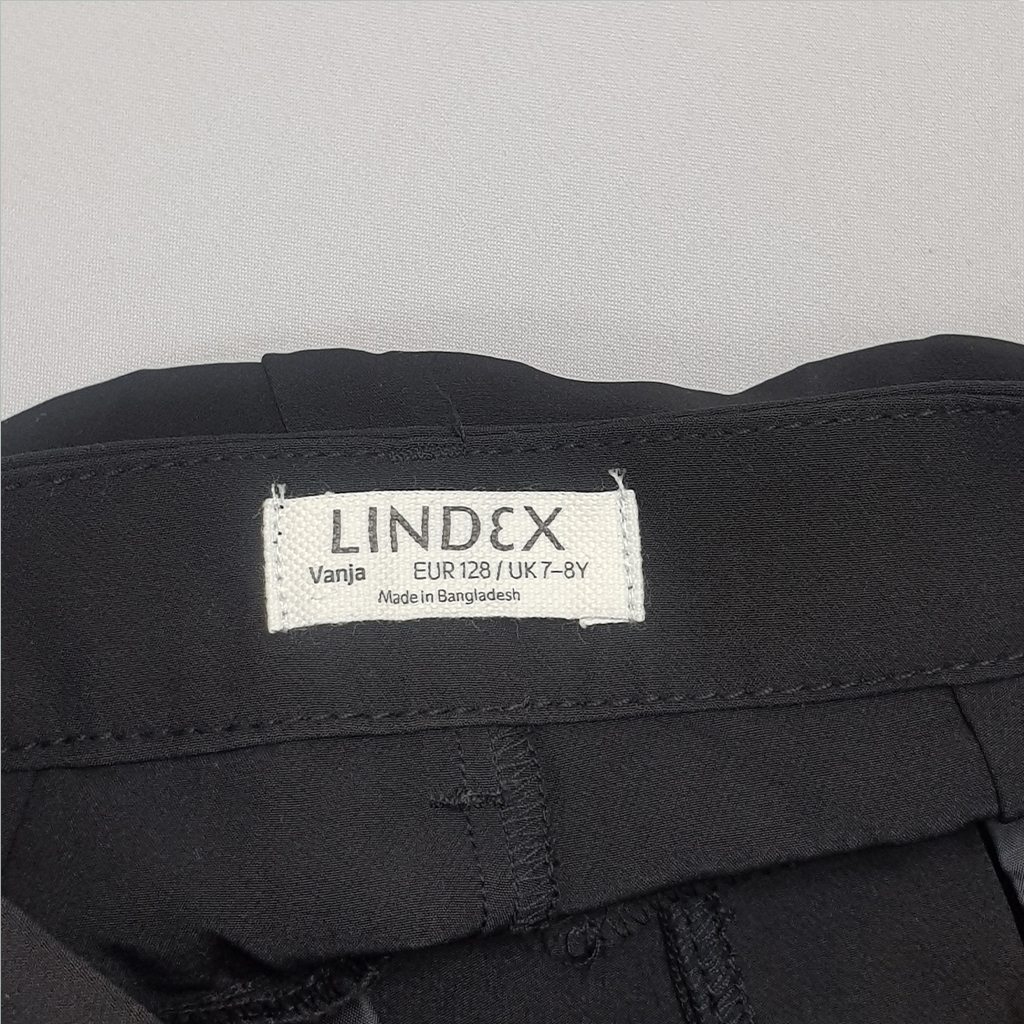 LINDEX
Vanja EUR 128 / UK 7–8Y
Made in Bangladesh